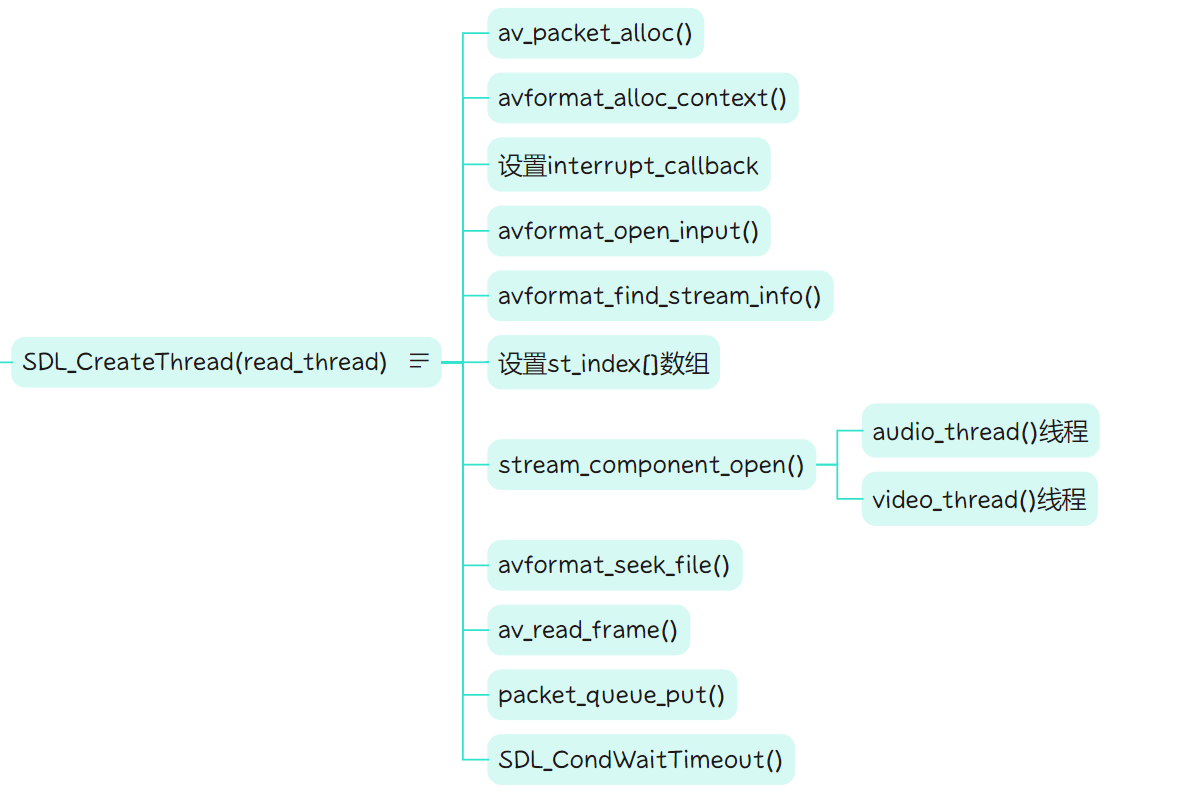 av_packet_alloc()
avformat_alloc_context()
设置interrupt_callback
avformat_open_input()
avformat_find_stream_info()
SDL_CreateThread(read_thread)
设置st_index[]数组
stream_component_open()
audio_thread()线程
video_thread()线程
avformat_seek_file()
av_read_frame()
packet_queue_put()
SDL_CondWaitTimeout()